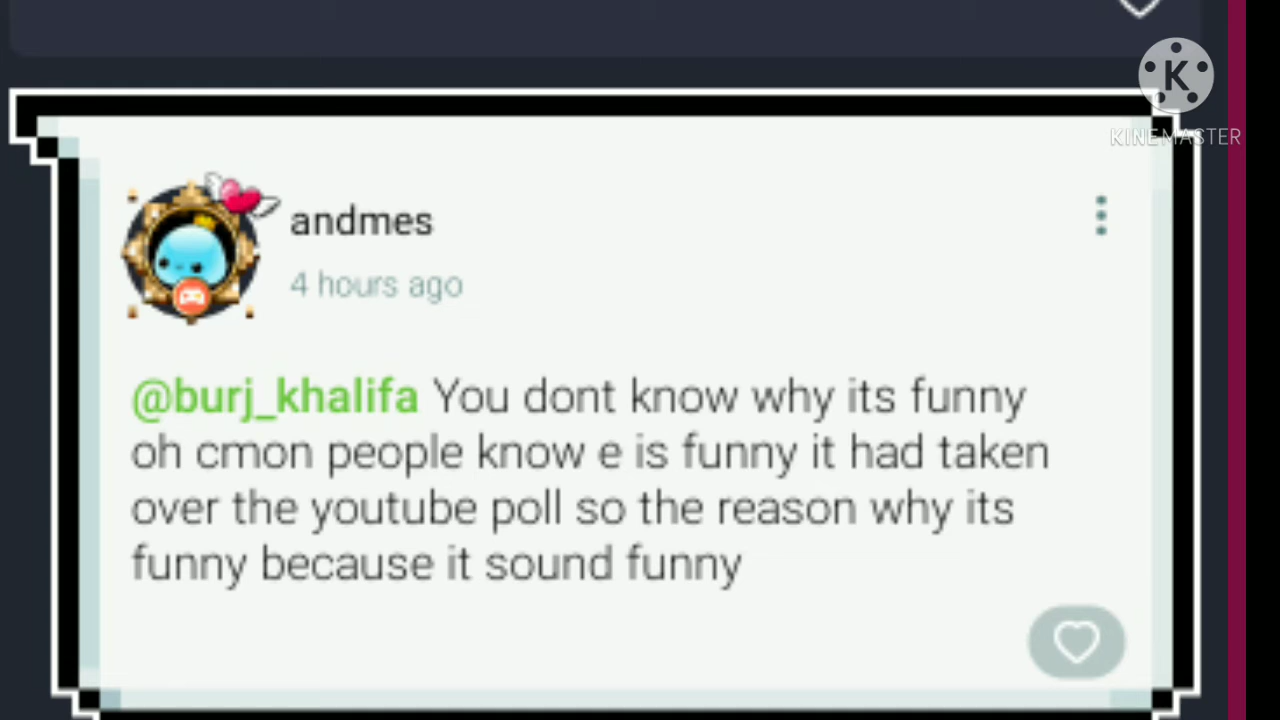 K
KINEMASTER
andmes
4 hours ago
@burj_khalifa You dont know why its funny
oh cmon people know e is funny it had taken
over the youtube poll so the reason why its
funny because it sound funny